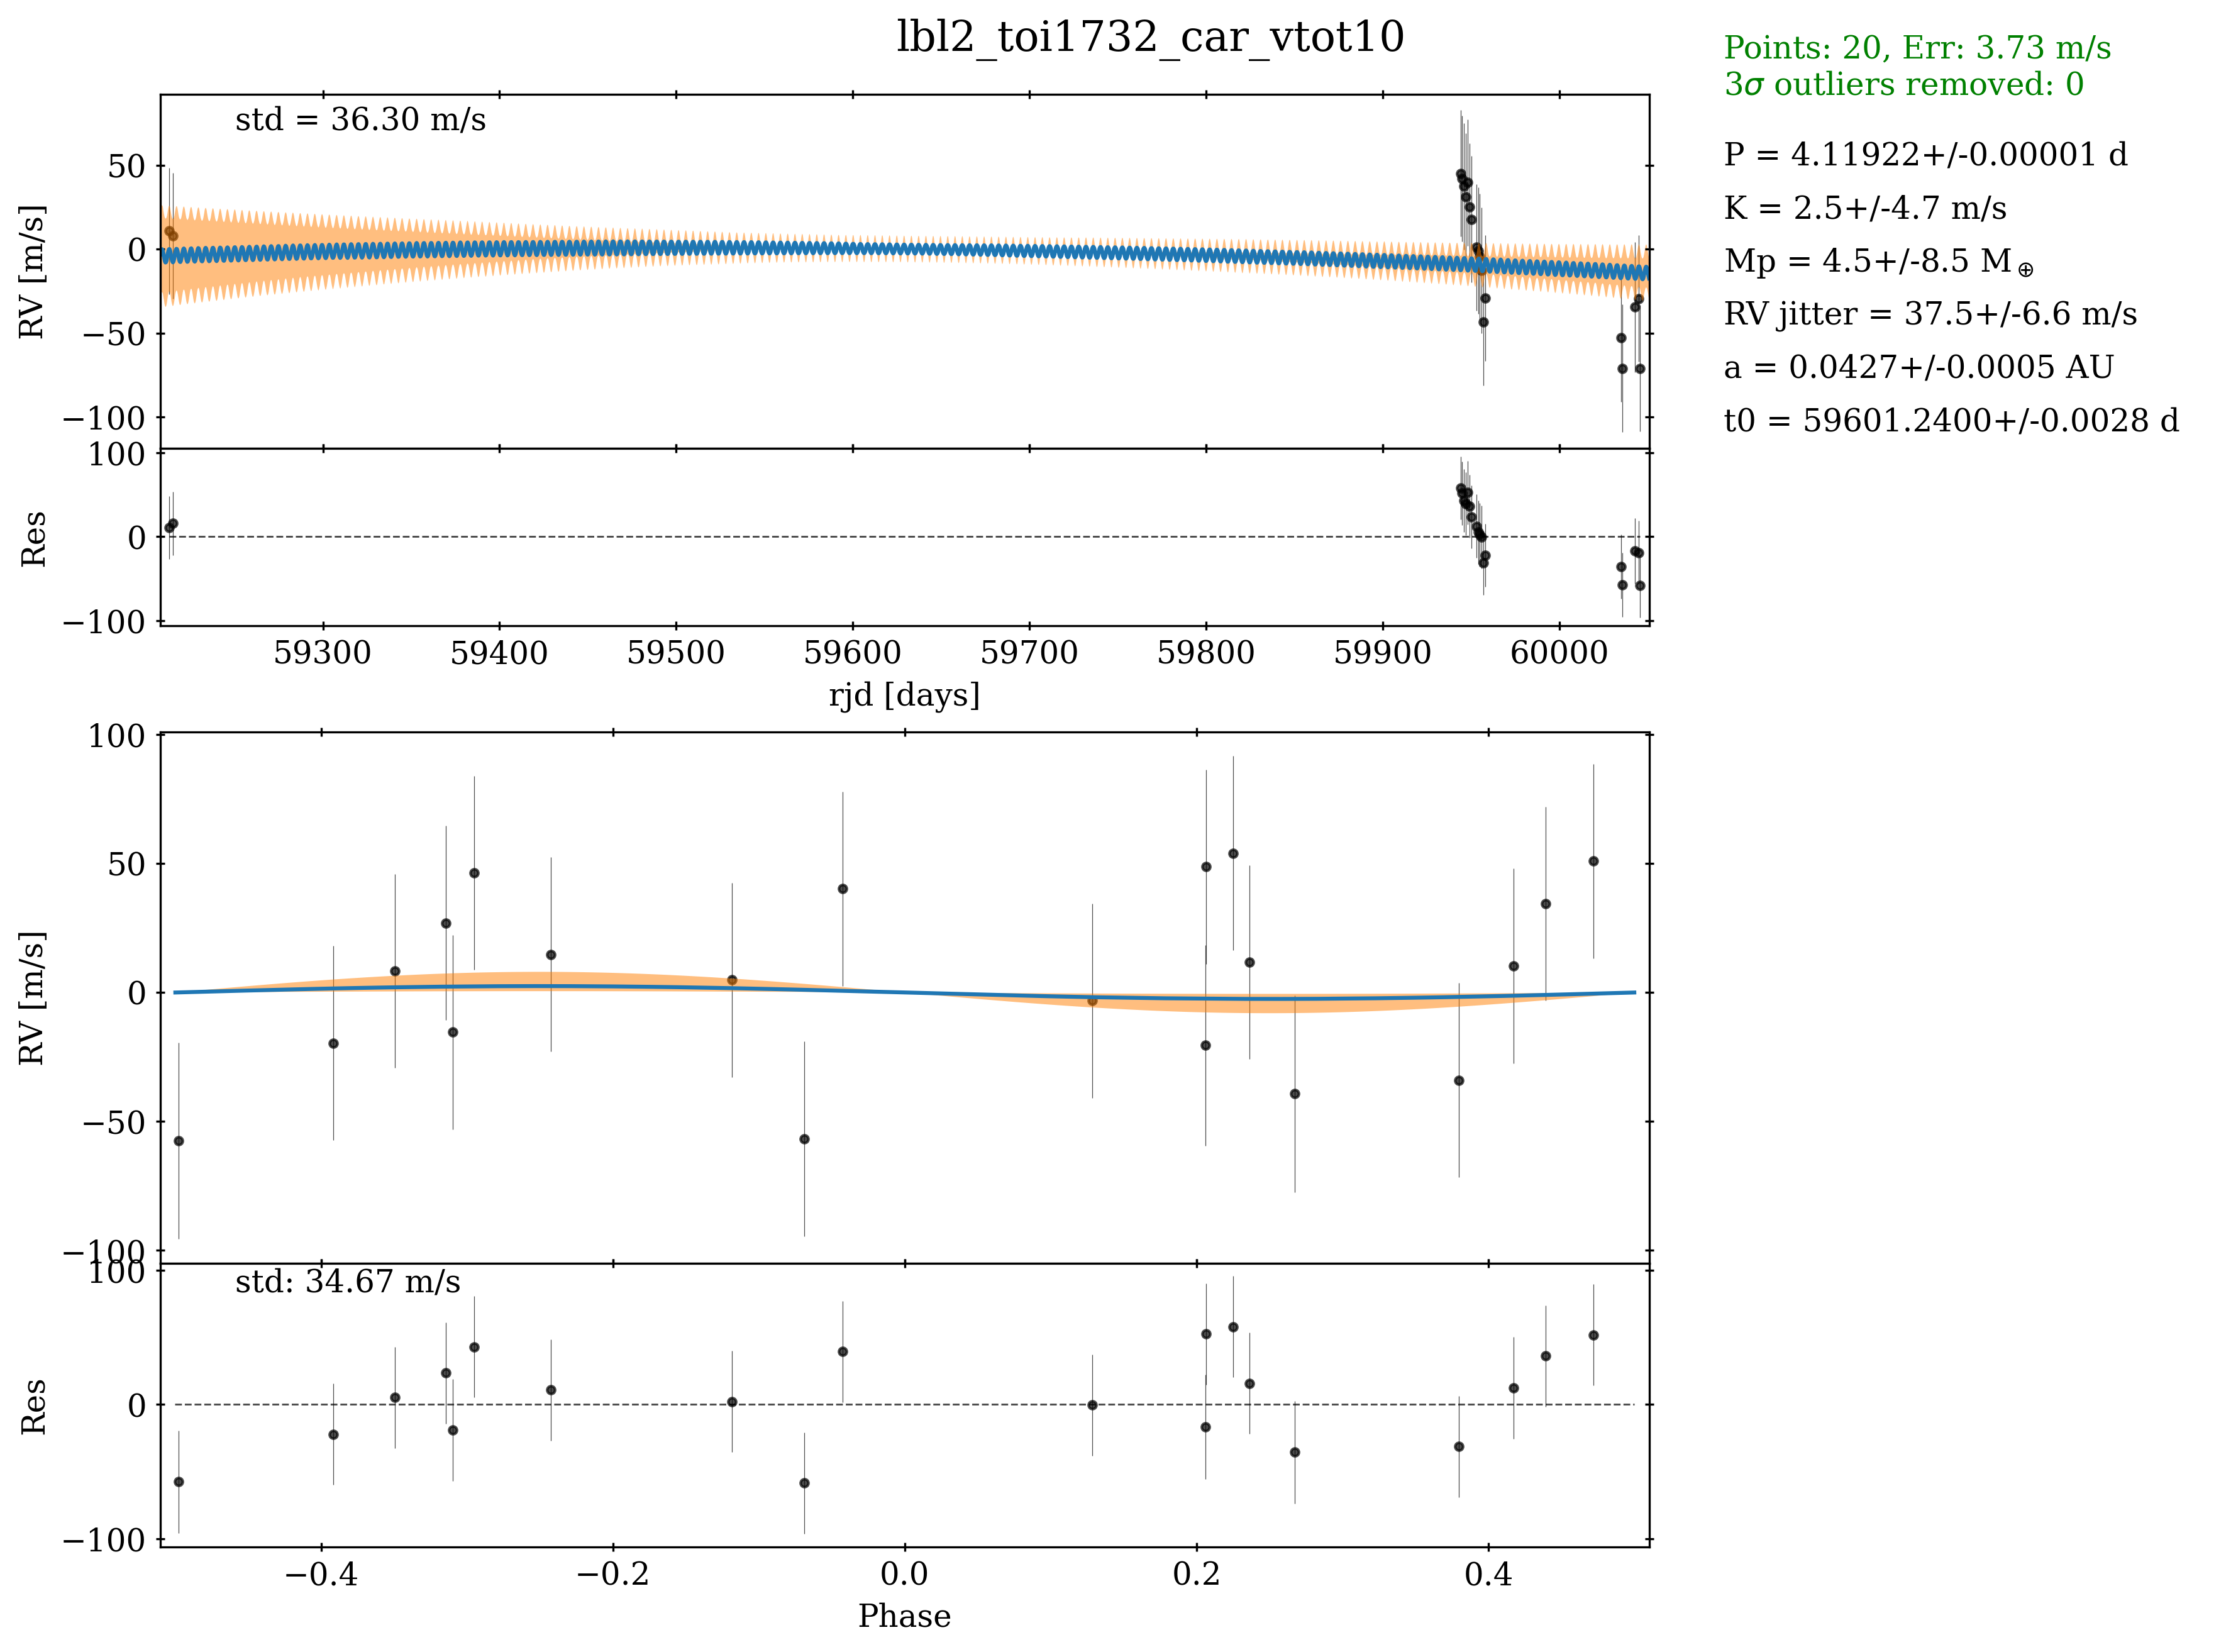 lbl2_toi1732_car_vtot10
Points: 20, Err: 3.73 m/s
3σ outliers removed: 0
P = 4.11922+/-0.00001 d
K = 2.5+/-4.7 m/s
Mp = 4.5+/-8.5 M⊕
RV jitter = 37.5+/-6.6 m/s
a = 0.0427+/-0.0005 AU
t0 = 59601.2400+/-0.0028 d
std = 36.30 m/s
50
0
−50
−100
RV [m/s]
100
0
−100
Res
59300 59400 59500 59600 59700 59800 59900 60000
rjd [days]
100
50
0
−50
−100
RV [m/s]
std: 34.67 m/s
100
0
−100
Res
−0.4 −0.2 0.0 0.2 0.4
Phase